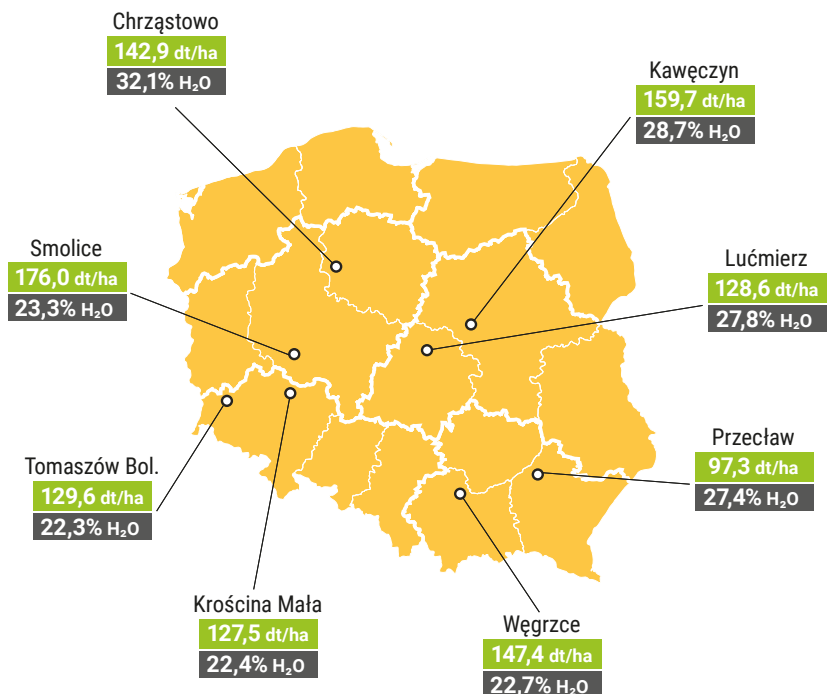 Chrząstowo
142,9 dt/ha
32,1% H₂O
Kawęczyn
159,7 dt/ha
28,7% H₂O
Smolice
176,0 dt/ha
23,3% H₂O
Lućmierz
128,6 dt/ha
27,8% H₂O
Przecław
97,3 dt/ha
27,4% H₂O
Tomaszów Bol.
129,6 dt/ha
22,3% H₂O
Krościna Mała
127,5 dt/ha
22,4% H₂O
Węgrzce
147,4 dt/ha
22,7% H₂O